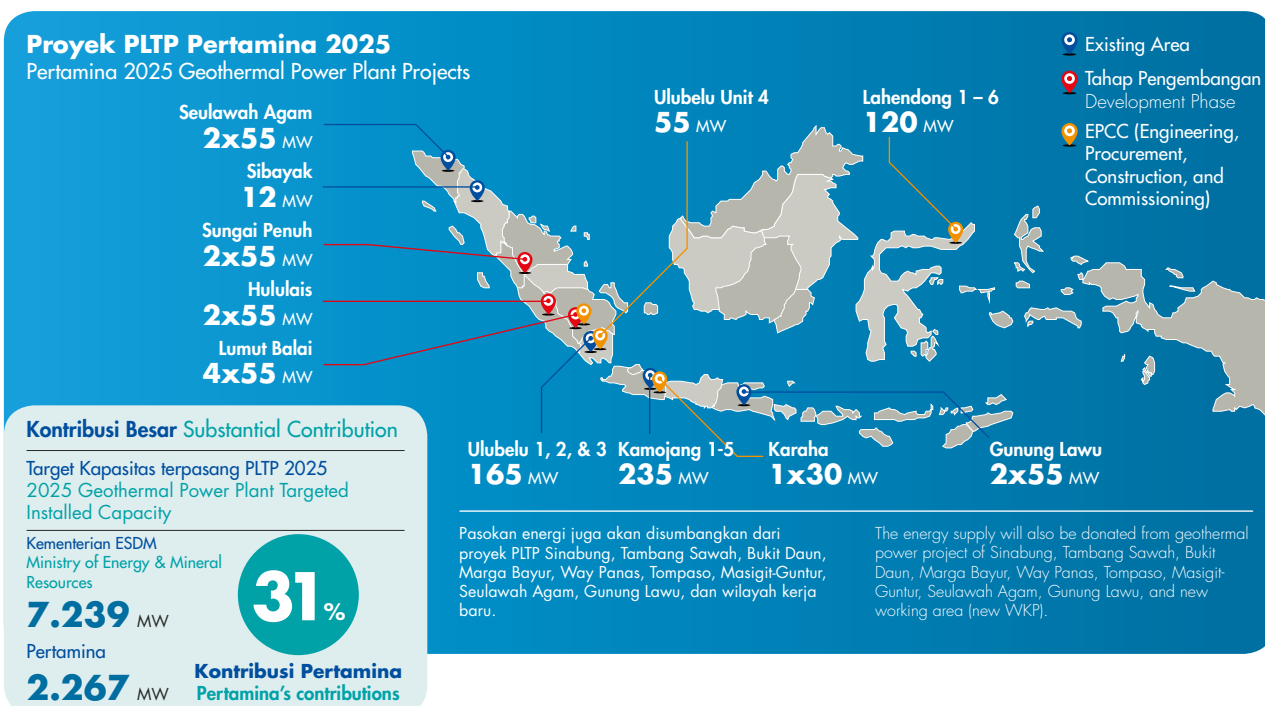 Proyek PLTP Pertamina 2025
Pertamina 2025 Geothermal Power Plant Projects
Existing Area
Tahap Pengembangan
Development Phase
EPCC (Engineering,
Procurement,
Construction, and
Commissioning)
Seulawah Agam
2x55 MW
Sibayak
12 MW
Sungai Penuh
2x55 MW
Hululais
2x55 MW
Lumut Balai
4x55 MW
Ulubelu Unit 4
55 MW
Lahendong 1 – 6
120 MW
Ulubelu 1, 2, & 3
165 MW
Kamojang 1-5
235 MW
Karaha
1x30 MW
Gunung Lawu
2x55 MW
Kontribusi Besar Substantial Contribution
Target Kapasitas terpasang PLTP 2025
2025 Geothermal Power Plant Targeted
Installed Capacity
Kementerian ESDM
Ministry of Energy & Mineral
Resources
7.239 MW
Pertamina
2.267 MW
31%
Kontribusi Pertamina
Pertamina's contributions
Pasokan energi juga akan disumbangkan dari
proyek PLTP Sinabung, Tambang Sawah, Bukit Daun,
Marga Bayur, Way Panas, Tompaso, Masigit-Guntur,
Seulawah Agam, Gunung Lawu, dan wilayah kerja
baru.
The energy supply will also be donated from geothermal
power project of Sinabung, Tambang Sawah, Bukit
Daun, Marga Bayur, Way Panas, Tompaso, Masigit-
Guntur, Seulawah Agam, Gunung Lawu, and new
working area (new WKP).